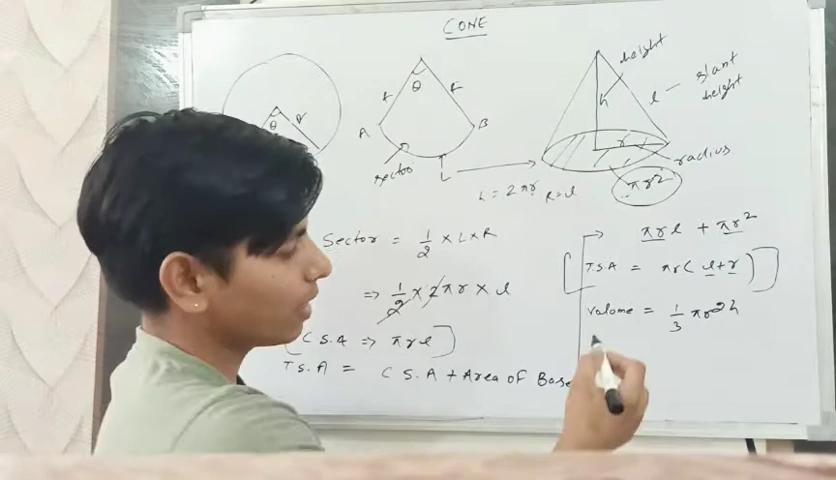 CONE
θ
R
θ
r
r
A
B
sector
L
L = 2πr R=l
height
h
l
slant
height
r
radius
πr²
Sector = 1/2 × L × R
=> 1/2 × 2πr × l
C.S.A => πrl
T.S.A = C.S.A + Area of Base
πrl + πr²
T.S.A = πr(l+r)
Valome = 1/3 πr²h